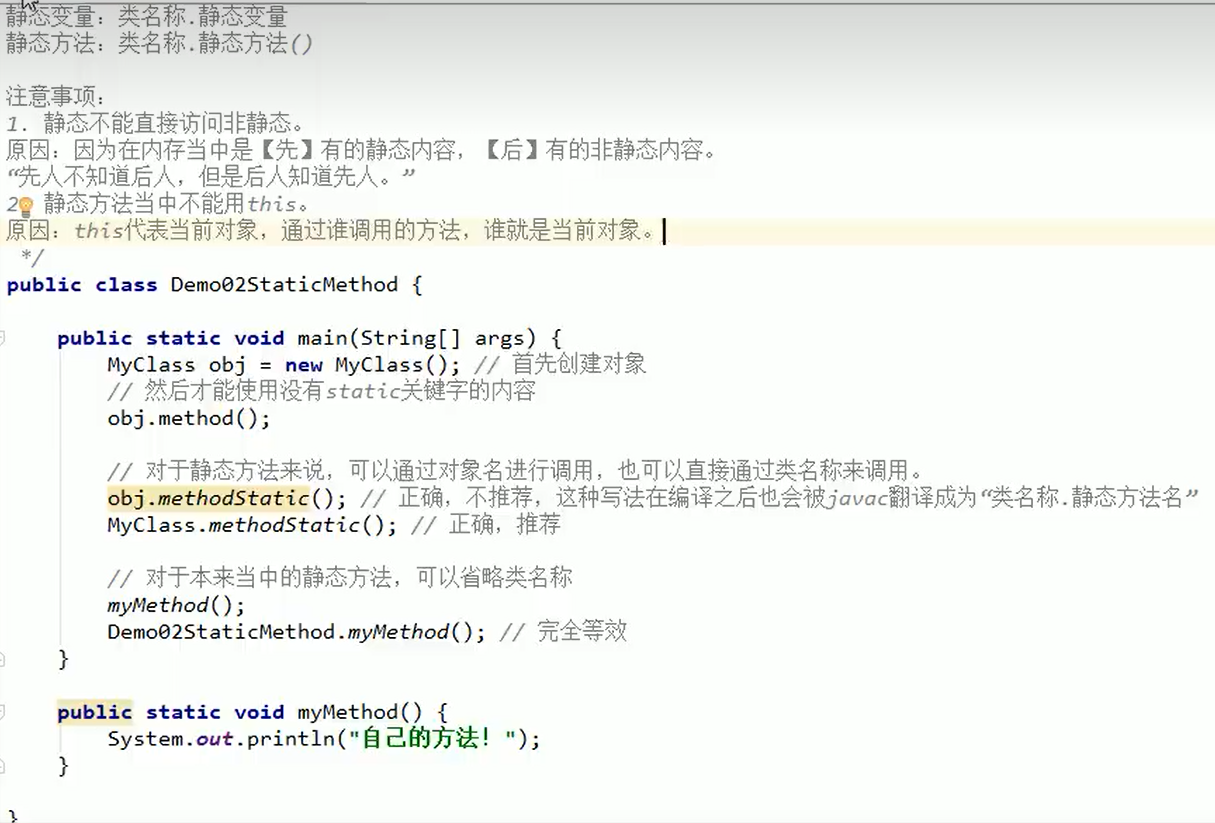 静态变量：类名称.静态变量
静态方法：类名称.静态方法()
注意事项：
1. 静态不能直接访问非静态。
原因：因为在内存当中是【先】有的静态内容，【后】有的非静态内容。
“先人不知道后人，但是后人知道先人。”
2 静态方法当中不能用this。
原因：this代表当前对象，通过谁调用的方法，谁就是当前对象。
*/
public class Demo02StaticMethod {
public static void main(String[] args) {
MyClass obj = new MyClass(); // 首先创建对象
// 然后才能使用没有static关键字的内容
obj.method();
// 对于静态方法来说，可以通过对象名进行调用，也可以直接通过类名称来调用。
obj.methodStatic(); // 正确，不推荐，这种写法在编译之后也会被javac翻译成为“类名称.静态方法名”
MyClass.methodStatic(); // 正确，推荐
// 对于本来当中的静态方法，可以省略类名称
myMethod();
Demo02StaticMethod.myMethod(); // 完全等效
}
public static void myMethod() {
System.out.println("自己的方法！");
}
}